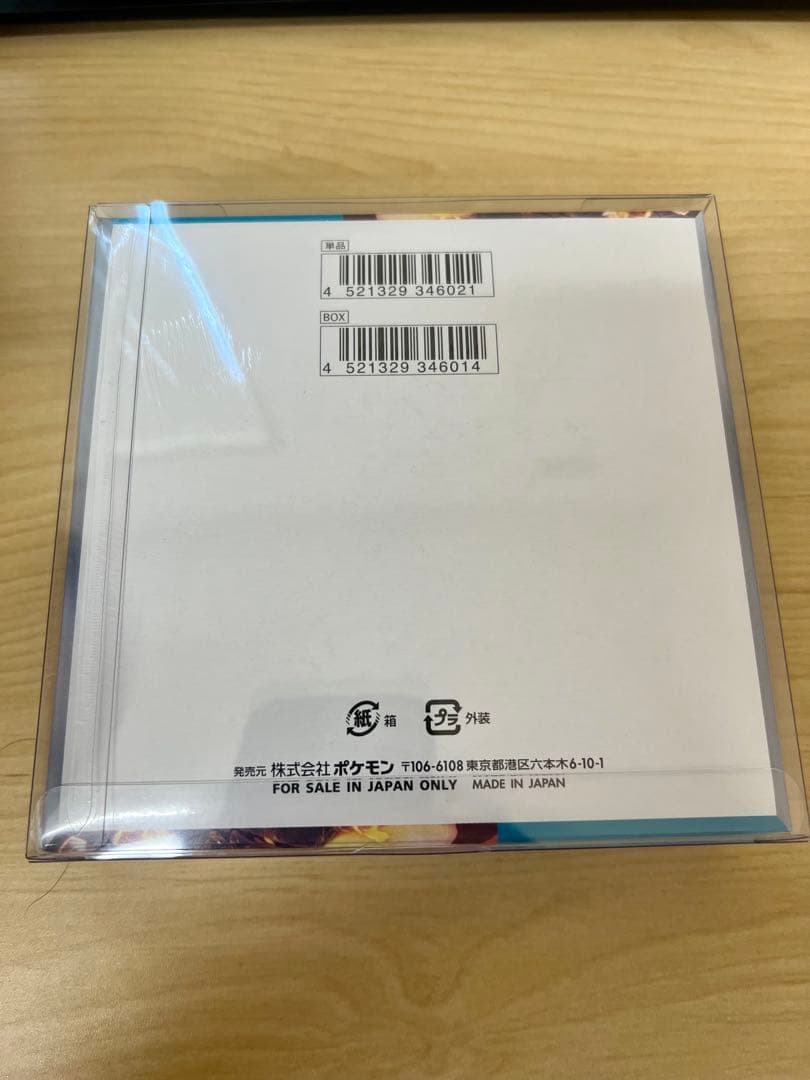 単品
4 521329 346021
BOX
4 521329 346014
紙 箱 プラ 外装
発売元 株式会社 ポケモン 〒106-6108 東京都港区六本木6-10-1
FOR SALE IN JAPAN ONLY MADE IN JAPAN